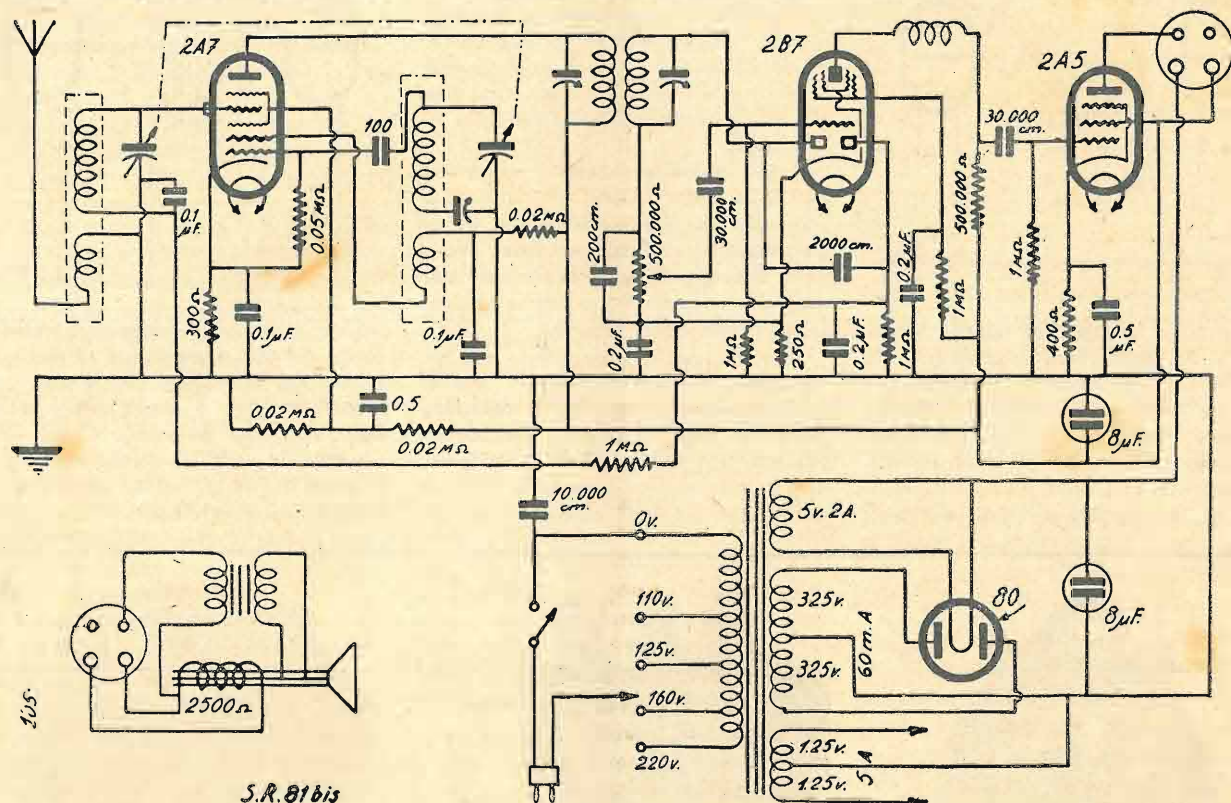 2A7
2B7
2A5
100
0.1
µF.
0.05MΩ
300Ω
0.1µF.
0.1µF.
0.02MΩ
200cm.
500.000Ω
30.000
cm.
0.2µF.
1MΩ
250Ω
2000cm.
0.2µF.
0.2µF.
1MΩ
1MΩ
500.000Ω
30.000
cm.
1MΩ
400Ω
0.5
µF.
0.02MΩ
0.5
0.02MΩ
1MΩ
8µF.
10.000
cm.
0v.
110v.
125v.
160v.
220v.
5v.2A.
325v.
325v.
60m.A
80
8µF.
1.25v.
1.25v.
5A
2500Ω
105.
S.R.81bis